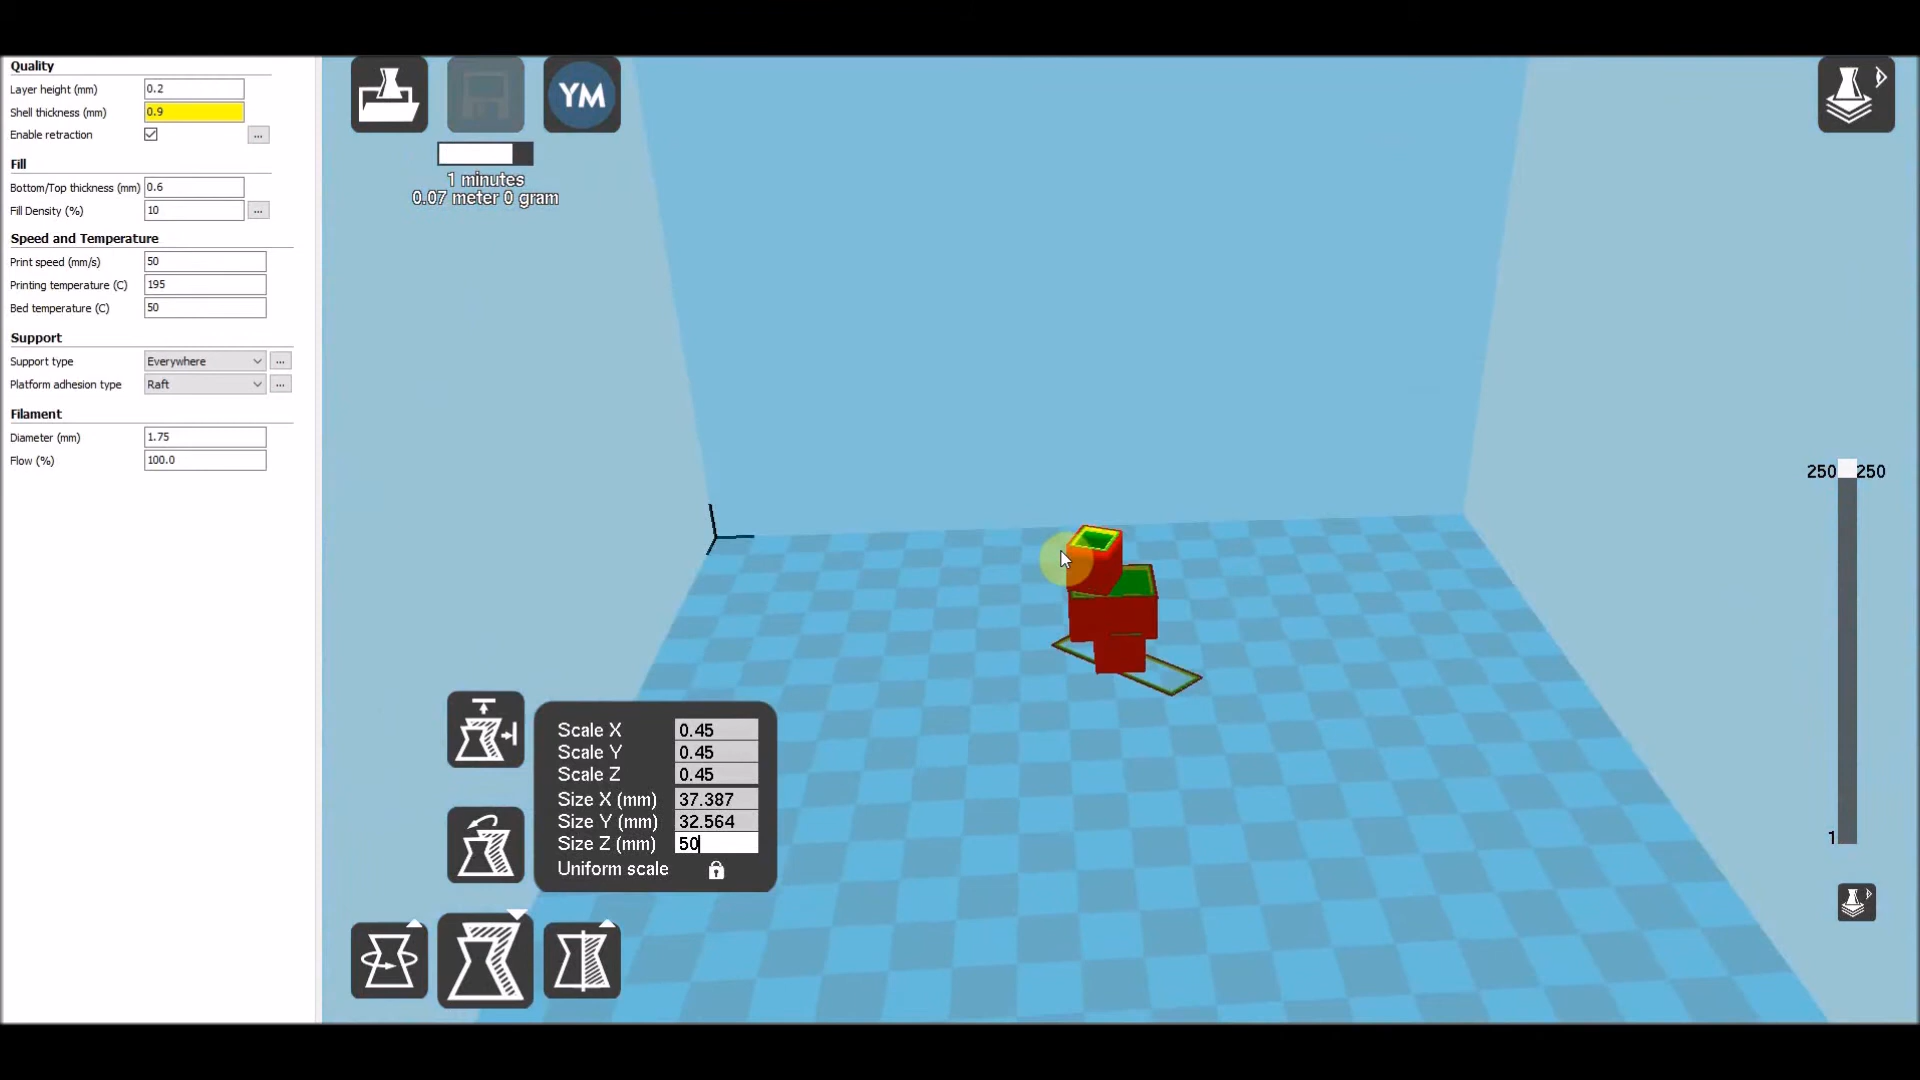 Quality
Layer height (mm) 0.2
Shell thickness (mm) 0.9
Enable retraction ...
Fill
Bottom/Top thickness (mm) 0.6
Fill Density (%) 10 ...
Speed and Temperature
Print speed (mm/s) 50
Printing temperature (C) 195
Bed temperature (C) 50
Support
Support type Everywhere ...
Platform adhesion type Raft ...
Filament
Diameter (mm) 1.75
Flow (%) 100.0
YM
1 minutes
0.07 meter 0 gram
250 250
1
Scale X 0.45
Scale Y 0.45
Scale Z 0.45
Size X (mm) 37.387
Size Y (mm) 32.564
Size Z (mm) 50
Uniform scale